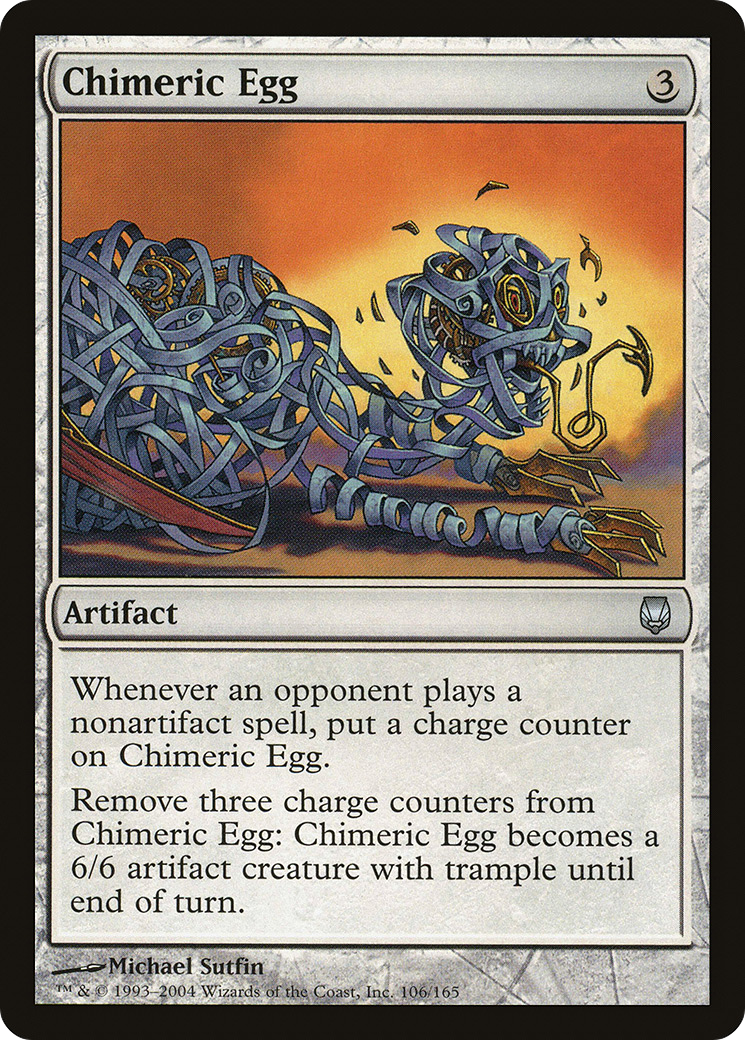 Chimeric Egg
3
Artifact
Whenever an opponent plays a
nonartifact spell, put a charge counter
on Chimeric Egg.
Remove three charge counters from
Chimeric Egg: Chimeric Egg becomes a
6/6 artifact creature with trample until
end of turn.
Michael Sutfin
™ & © 1993–2004 Wizards of the Coast, Inc. 106/165